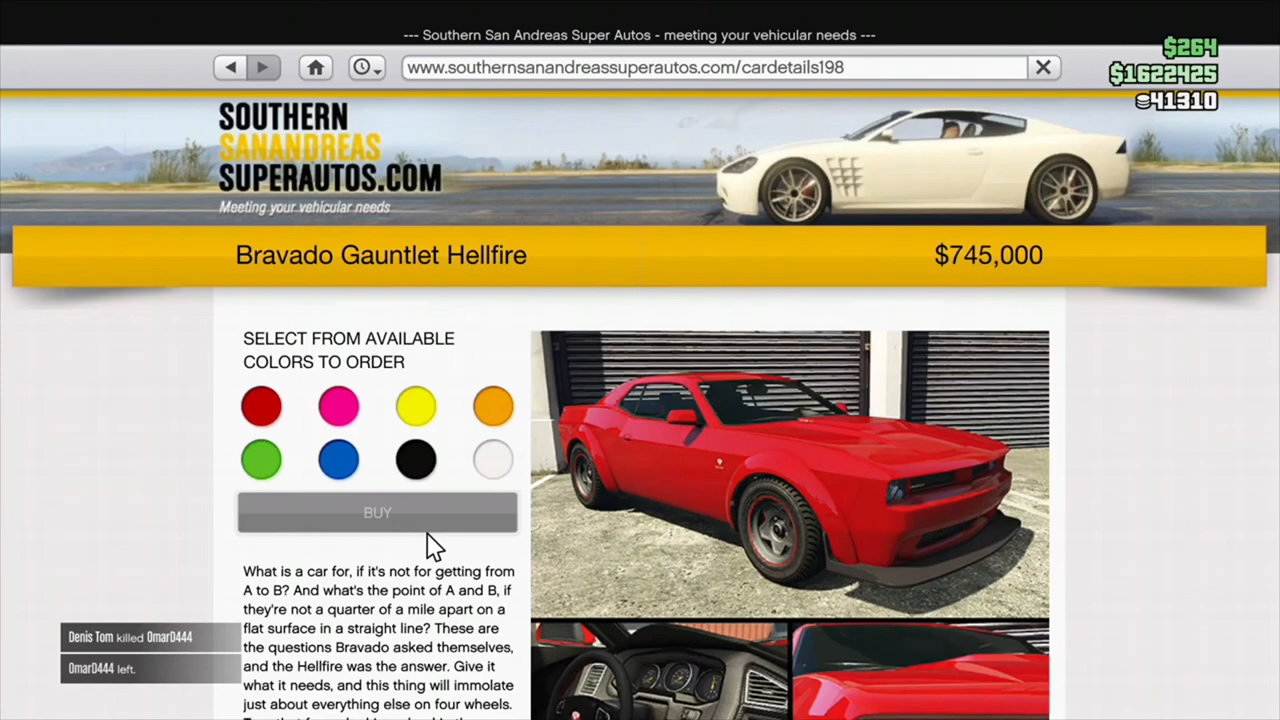 --- Southern San Andreas Super Autos - meeting your vehicular needs ---
$264
www.southernsanandreassuperautos.com/cardetails198
$1622425
41310
SOUTHERN
SANANDREAS
SUPERAUTOS.COM
Meeting your vehicular needs
Bravado Gauntlet Hellfire
$745,000
SELECT FROM AVAILABLE
COLORS TO ORDER
BUY
What is a car for, if it's not for getting from
A to B? And what's the point of A and B, if
they're not a quarter of a mile apart on a
flat surface in a straight line? These are
the questions Bravado asked themselves,
and the Hellfire was the answer. Give it
what it needs, and this thing will immolate
just about everything else on four wheels.
Denis Tom killed OmarD444
OmarD444 left.